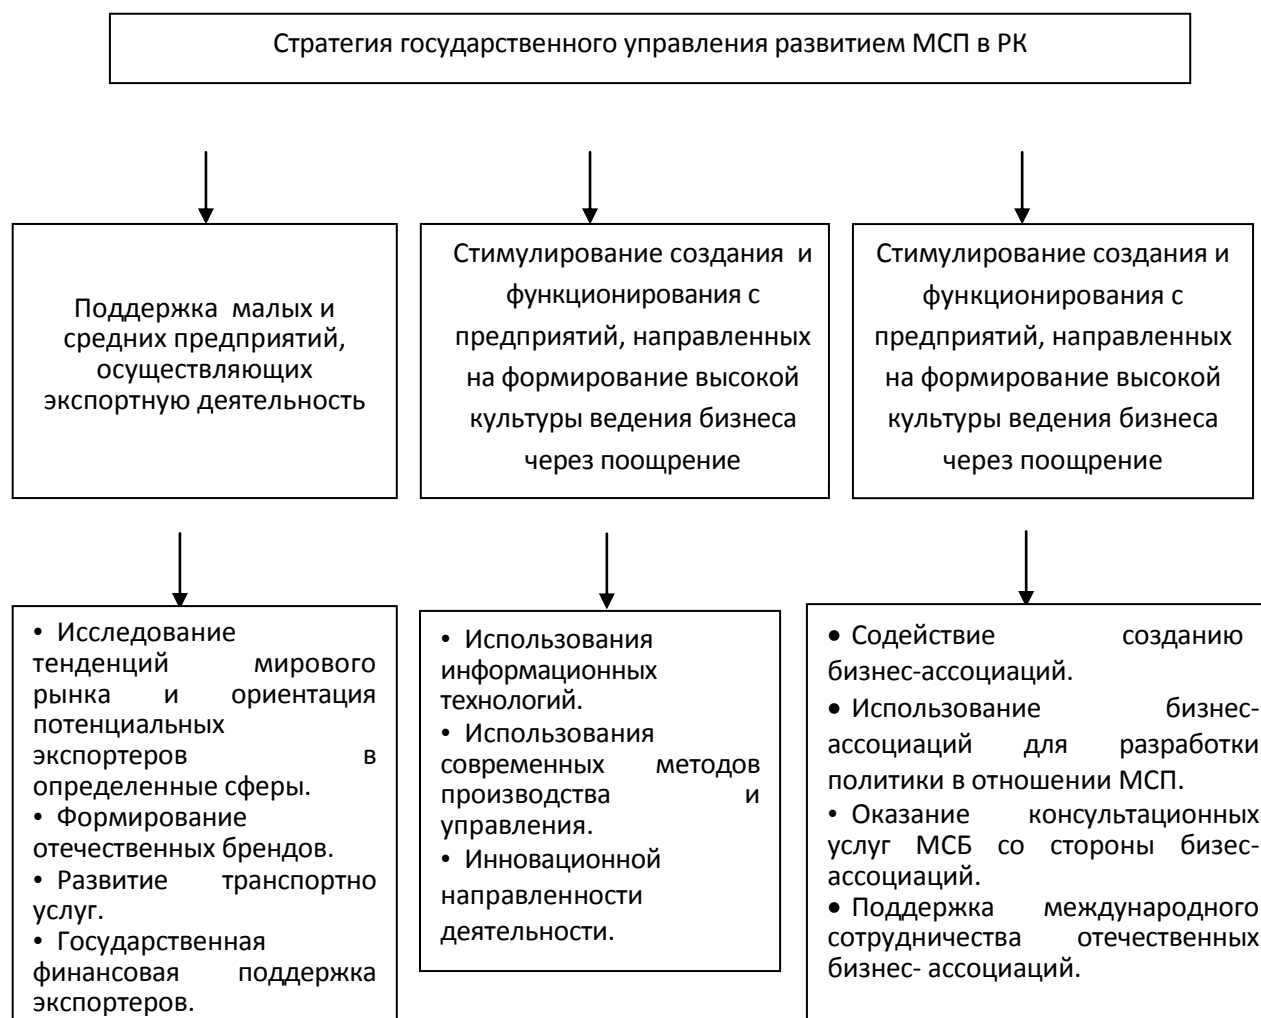 Стратегия государственного управления развитием МСП в РК
Поддержка малых и
средних предприятий,
осуществляющих
экспортную деятельность
Стимулирование создания и
функционирования с
предприятий, направленных
на формирование высокой
культуры ведения бизнеса
через поощрение
Стимулирование создания и
функционирования с
предприятий, направленных
на формирование высокой
культуры ведения бизнеса
через поощрение
• Исследование
тенденций мирового
рынка и ориентация
потенциальных
экспортеров в
определенные сферы.
• Формирование
отечественных брендов.
• Развитие транспортно
услуг.
• Государственная
финансовая поддержка
экспортеров.
• Использования
информационных
технологий.
• Использования
современных методов
производства и
управления.
• Инновационной
направленности
деятельности.
• Содействие созданию
бизнес-ассоциаций.
• Использование бизнес-
ассоциаций для разработки
политики в отношении МСП.
• Оказание консультационных
услуг МСБ со стороны бизес-
ассоциаций.
• Поддержка международного
сотрудничества отечественных
бизнес- ассоциаций.